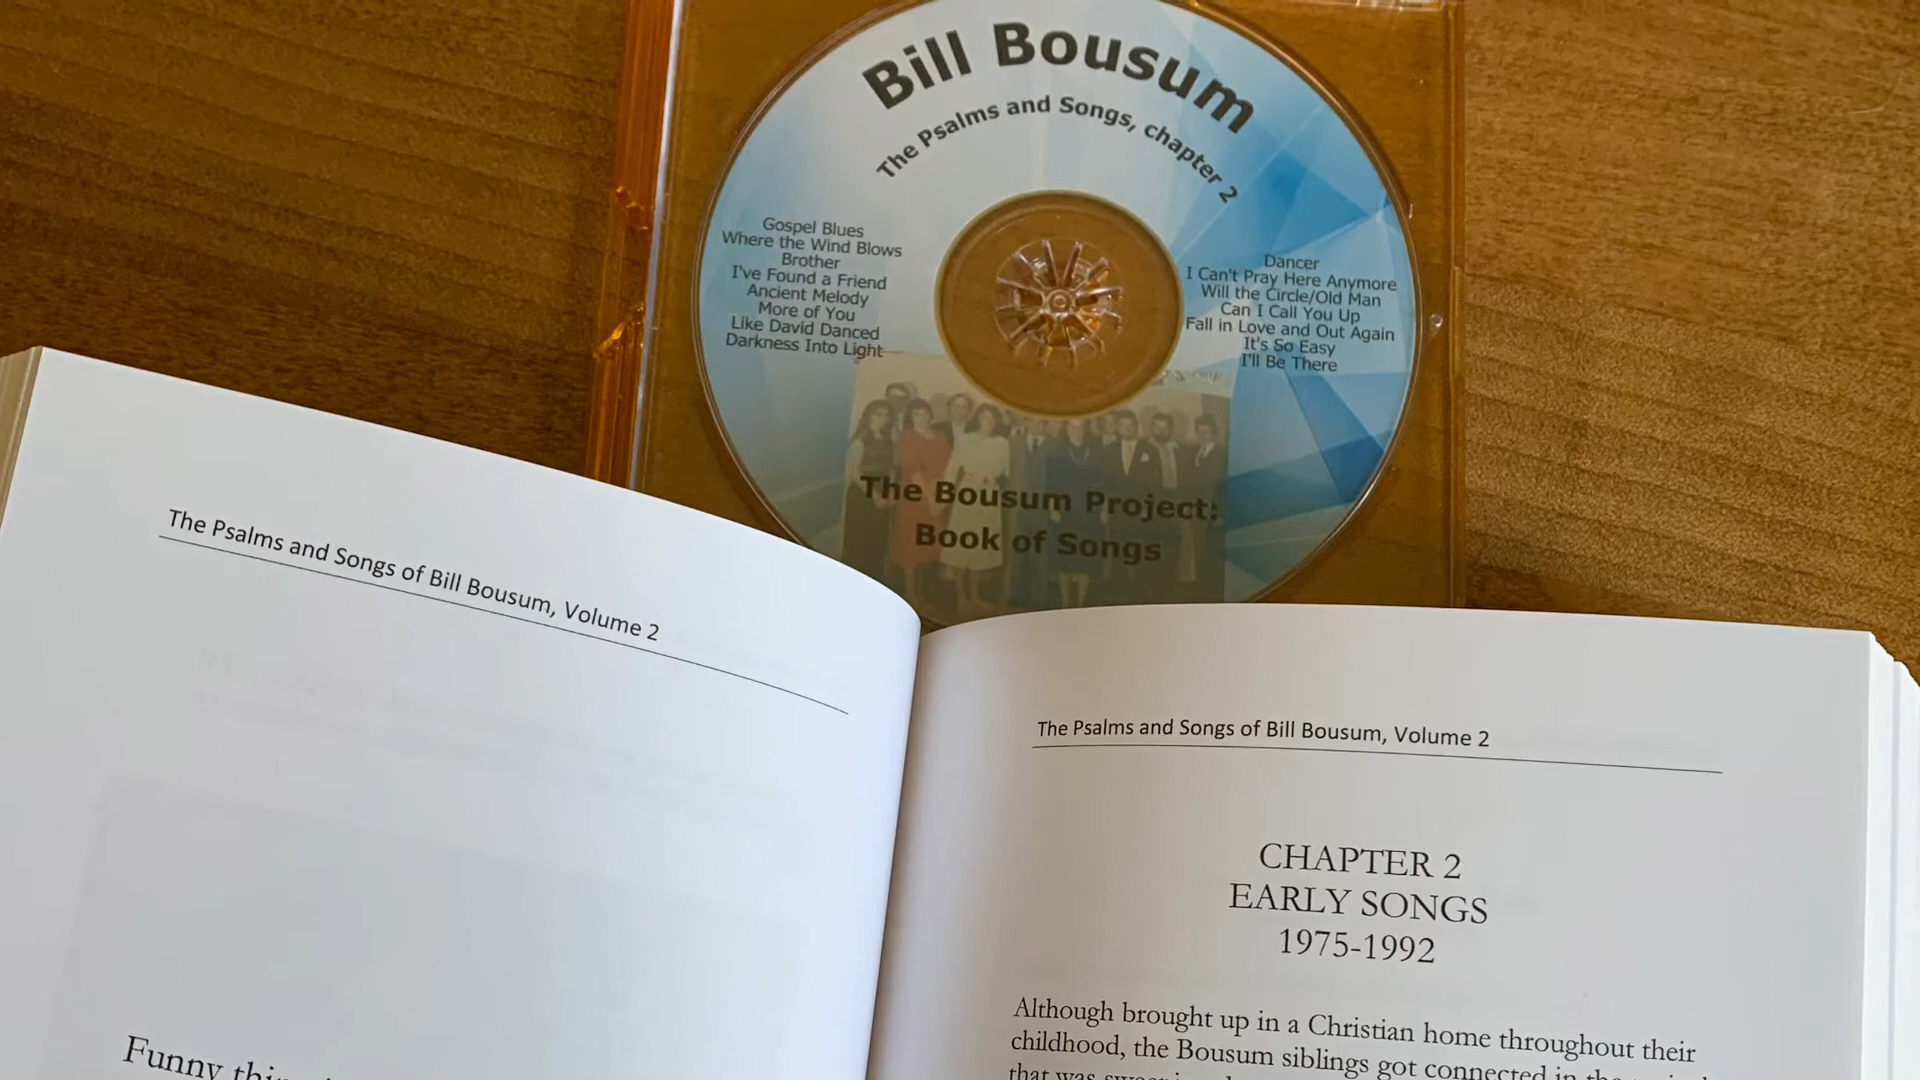 Bill Bousum
The Psalms and Songs, chapter 2
Gospel Blues
Where the Wind Blows
Brother
I've Found a Friend
Ancient Melody
More of You
Like David Danced
Darkness Into Light
Dancer
I Can't Pray Here Anymore
Will the Circle/Old Man
Can I Call You Up
Fall in Love and Out Again
It's So Easy
I'll Be There
The Bousum Project:
Book of Songs
The Psalms and Songs of Bill Bousum, Volume 2
Funny
The Psalms and Songs of Bill Bousum, Volume 2
CHAPTER 2
EARLY SONGS
1975-1992
Although brought up in a Christian home throughout their
childhood, the Bousum siblings got connected in the
that was